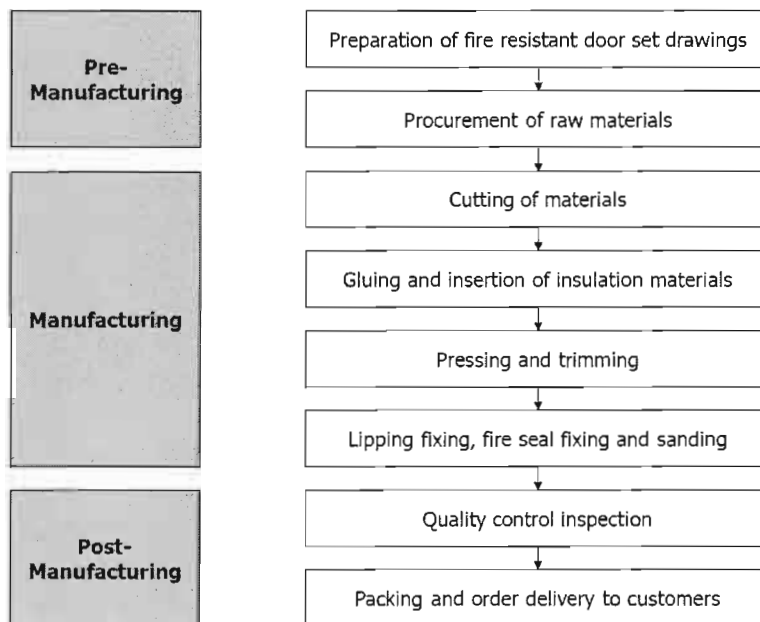 Pre-
Manufacturing
Preparation of fire resistant door set drawings
Procurement of raw materials
Manufacturing
Cutting of materials
Gluing and insertion of insulation materials
Pressing and trimming
Lipping fixing, fire seal fixing and sanding
Post-
Manufacturing
Quality control inspection
Packing and order delivery to customers